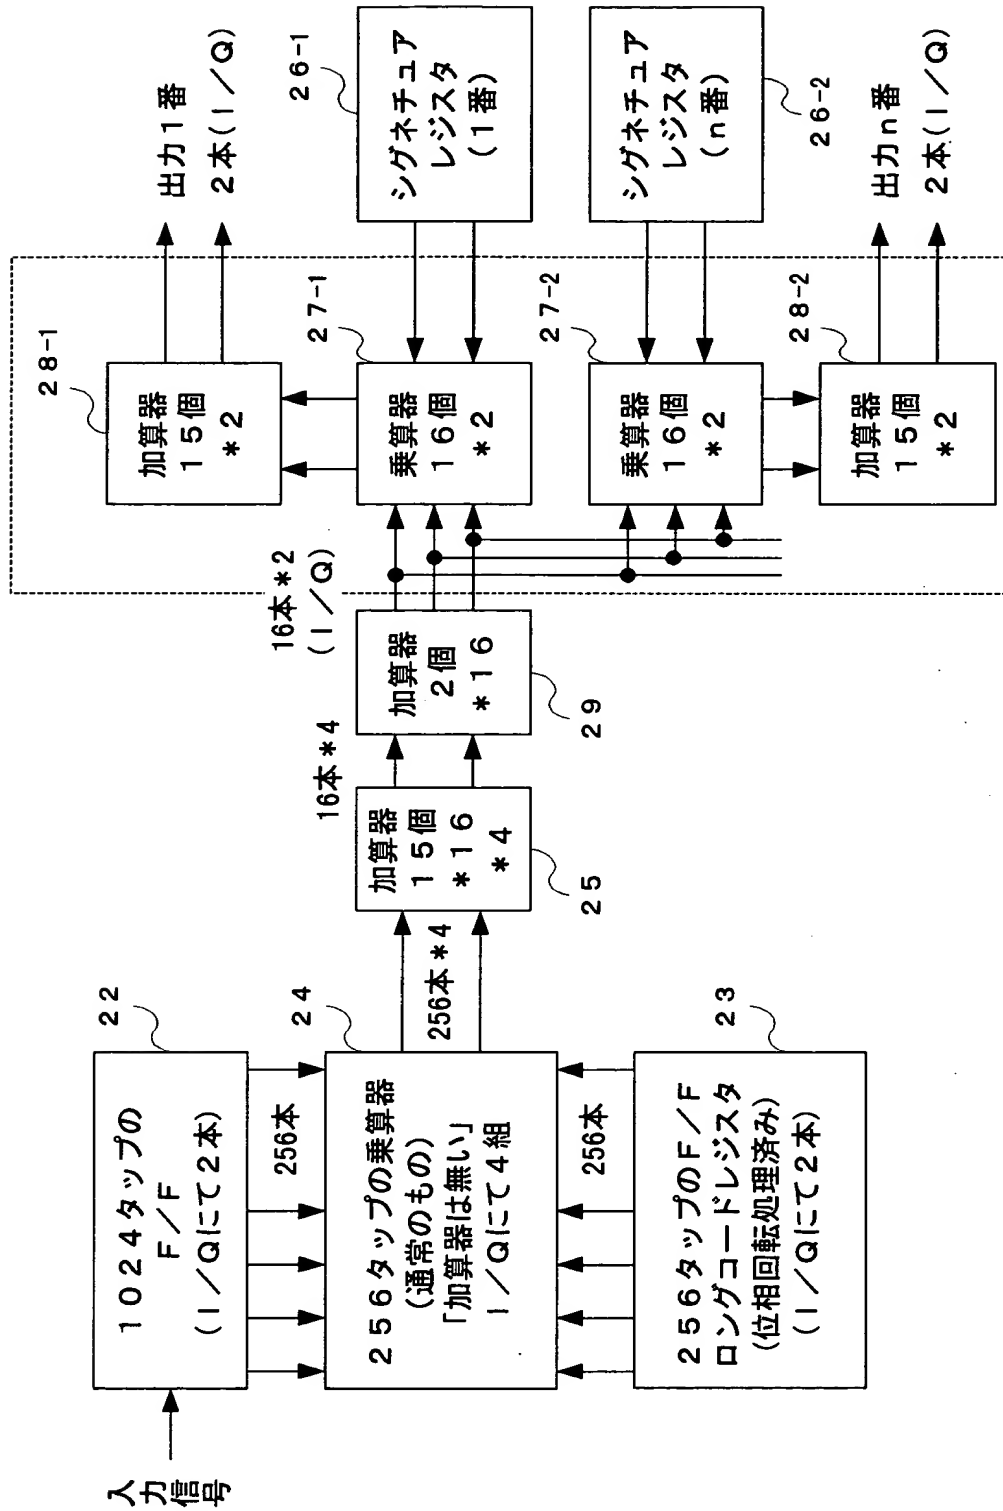 入力信号
22
1024タップの
F/F
(I/Qにて2本)
256本
24
256タップの乗算器
(通常のもの)
「加算器は無い」
I/Qにて4組
256本
23
256タップのF/F
ロングコードレジスタ
(位相回転処理済み)
(I/Qにて2本)
256本*4
加算器
15個
*16
*4
25
16本*4
加算器
2個
*16
29
16本*2
(I/Q)
28-1
加算器
15個
*2
27-1
乗算器
16個
*2
27-2
乗算器
16個
*2
28-2
加算器
15個
*2
出力1番
2本(I/Q)
26-1
シグネチュア
レジスタ
(1番)
シグネチュア
レジスタ
(n番)
26-2
出力n番
2本(I/Q)